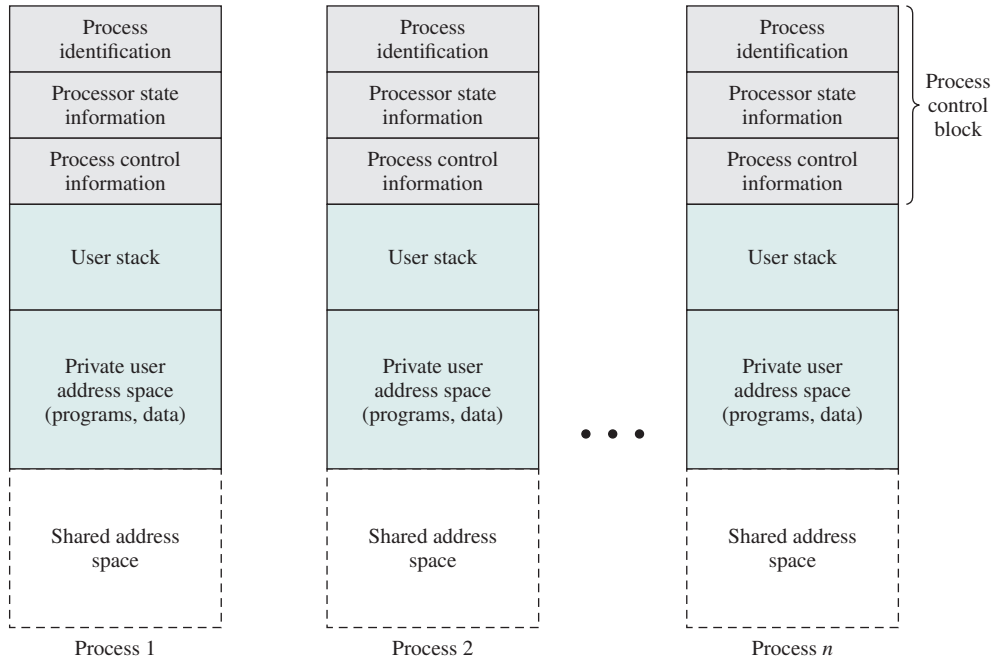 Process
identification
Processor state
information
Process control
information
User stack
Private user
address space
(programs, data)
Shared address
space
Process 1
Process
identification
Processor state
information
Process control
information
User stack
Private user
address space
(programs, data)
Shared address
space
Process 2
Process
identification
Processor state
information
Process control
information
User stack
Private user
address space
(programs, data)
Shared address
space
Process n
Process
control
block